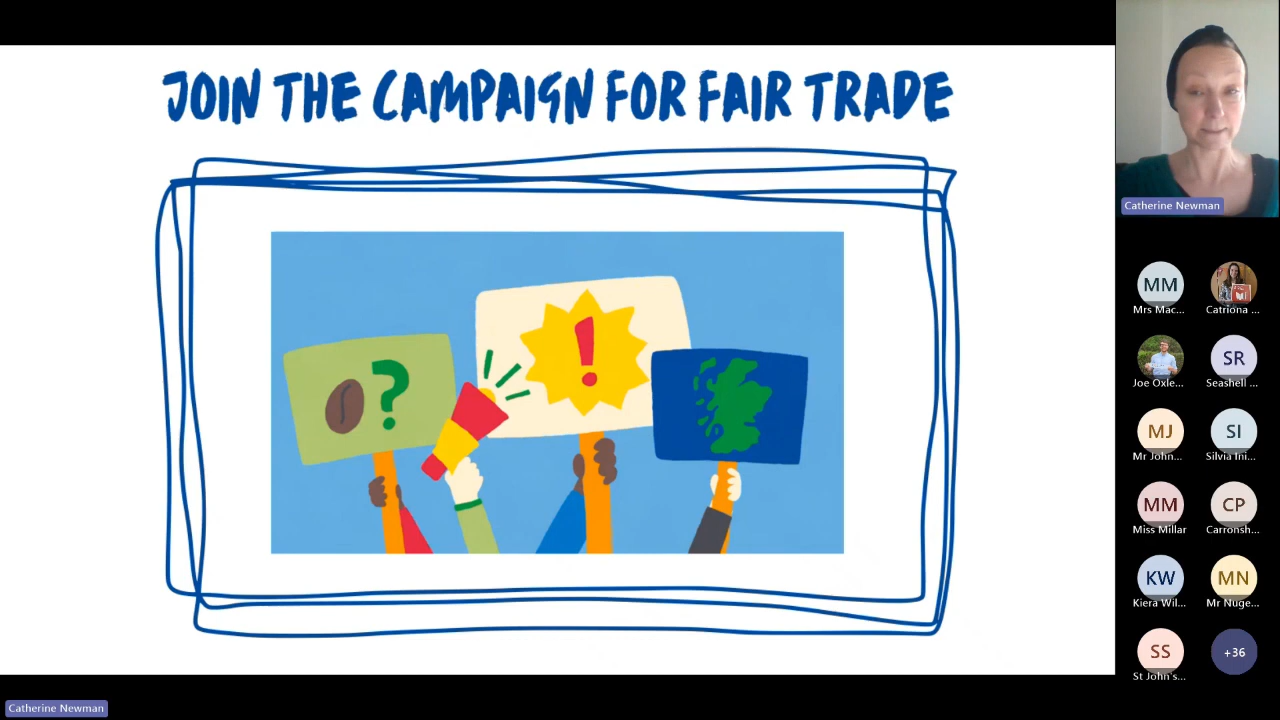 JOIN THE CAMPAIGN FOR FAIR TRADE
?
!
Catherine Newman
MM
Mrs Mac...
Catriona ...
Joe Oxle...
SR
Seashell ...
MJ
Mr John...
SI
Silvia Ini...
MM
Miss Millar
CP
Carronsh...
KW
Kiera Wil...
MN
Mr Nuge...
SS
St John's...
+36
Catherine Newman